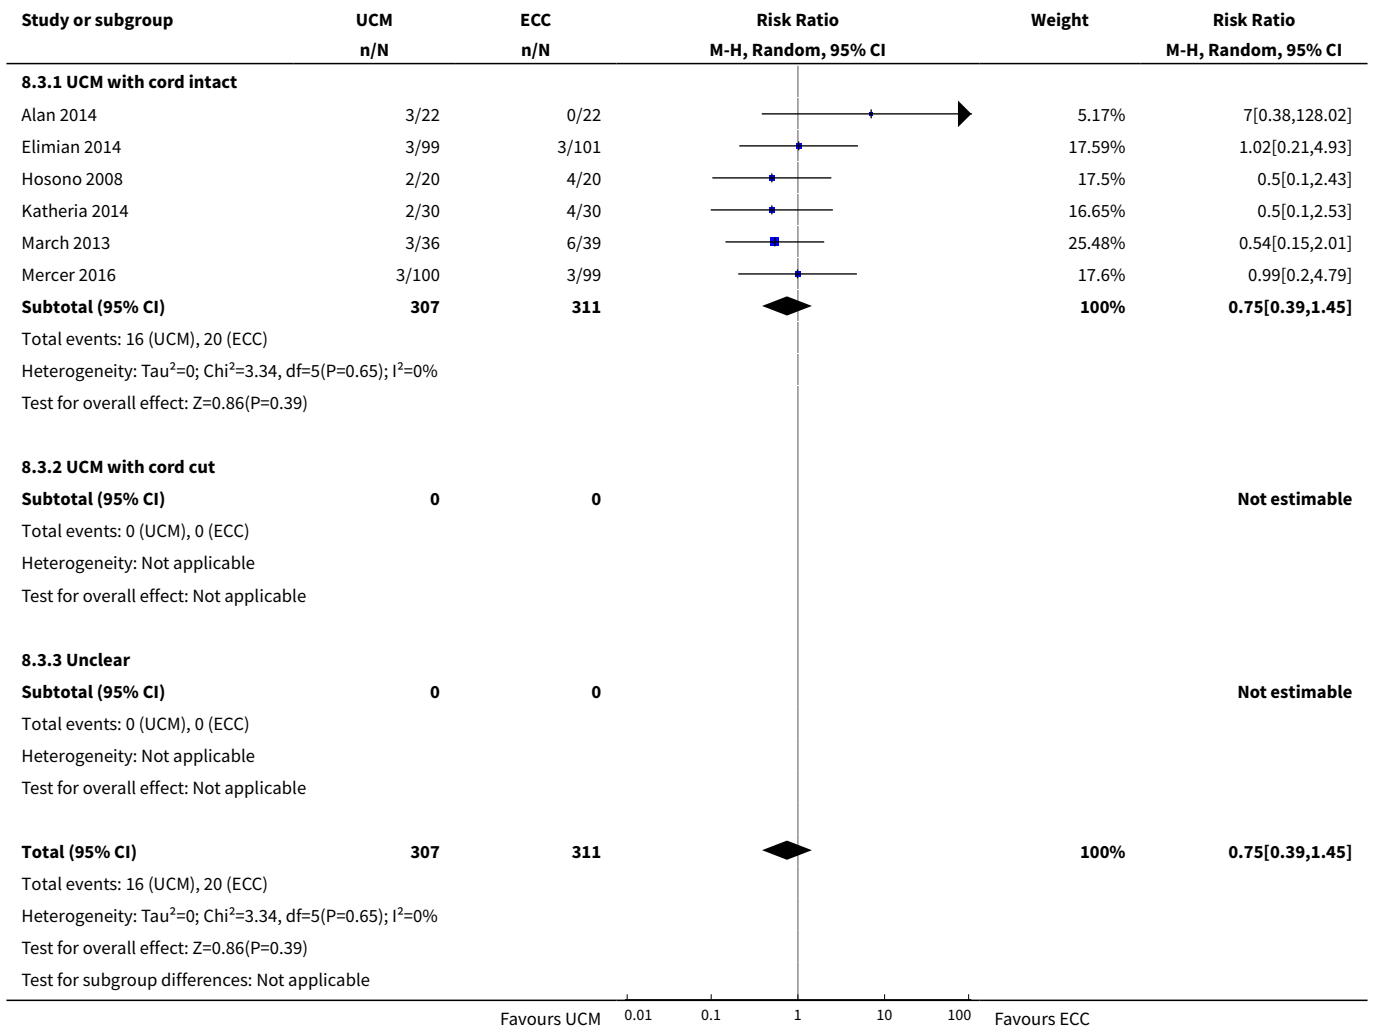 Study or subgroup UCM ECC Risk Ratio Weight Risk Ratio
n/N n/N M-H, Random, 95% CI M-H, Random, 95% CI
8.3.1 UCM with cord intact
Alan 2014 3/22 0/22 5.17% 7[0.38,128.02]
Elimian 2014 3/99 3/101 17.59% 1.02[0.21,4.93]
Hosono 2008 2/20 4/20 17.5% 0.5[0.1,2.43]
Katheria 2014 2/30 4/30 16.65% 0.5[0.1,2.53]
March 2013 3/36 6/39 25.48% 0.54[0.15,2.01]
Mercer 2016 3/100 3/99 17.6% 0.99[0.2,4.79]
Subtotal (95% CI) 307 311 100% 0.75[0.39,1.45]
Total events: 16 (UCM), 20 (ECC)
Heterogeneity: Tau²=0; Chi²=3.34, df=5(P=0.65); I²=0%
Test for overall effect: Z=0.86(P=0.39)
8.3.2 UCM with cord cut
Subtotal (95% CI) 0 0 Not estimable
Total events: 0 (UCM), 0 (ECC)
Heterogeneity: Not applicable
Test for overall effect: Not applicable
8.3.3 Unclear
Subtotal (95% CI) 0 0 Not estimable
Total events: 0 (UCM), 0 (ECC)
Heterogeneity: Not applicable
Test for overall effect: Not applicable
Total (95% CI) 307 311 100% 0.75[0.39,1.45]
Total events: 16 (UCM), 20 (ECC)
Heterogeneity: Tau²=0; Chi²=3.34, df=5(P=0.65); I²=0%
Test for overall effect: Z=0.86(P=0.39)
Test for subgroup differences: Not applicable
Favours UCM 0.01 0.1 1 10 100 Favours ECC